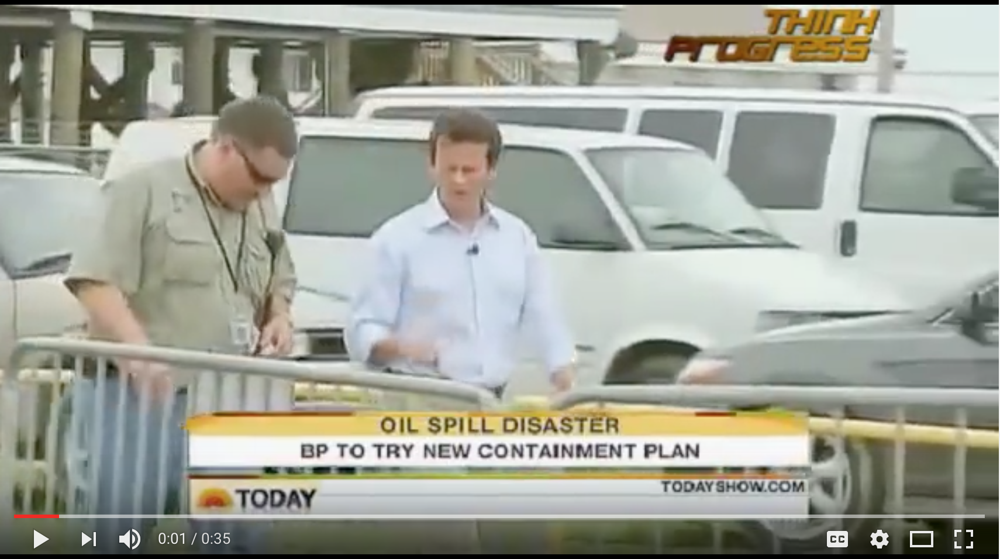 THINK
PROGRESS
OIL SPILL DISASTER
BP TO TRY NEW CONTAINMENT PLAN
TODAYSHOW.COM
TODAY
0:01 / 0:35
CC